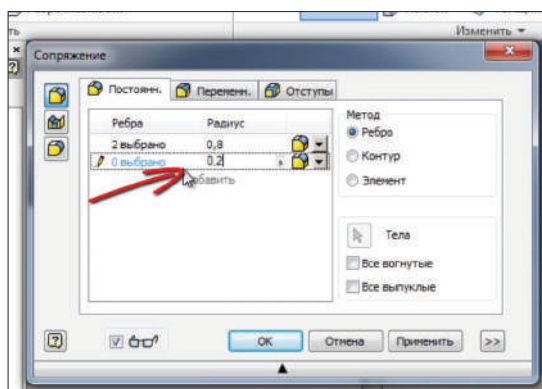 Изменить
Сопряжение
Постоянн. Переменн. Отступы
Ребра Радиус
2 выбрано 0,8
0 выбрано 0.2
Метод
Ребро
Контур
Элемент
Тела
Все вогнутые
Все выпуклые
OK Отмена Применить >>